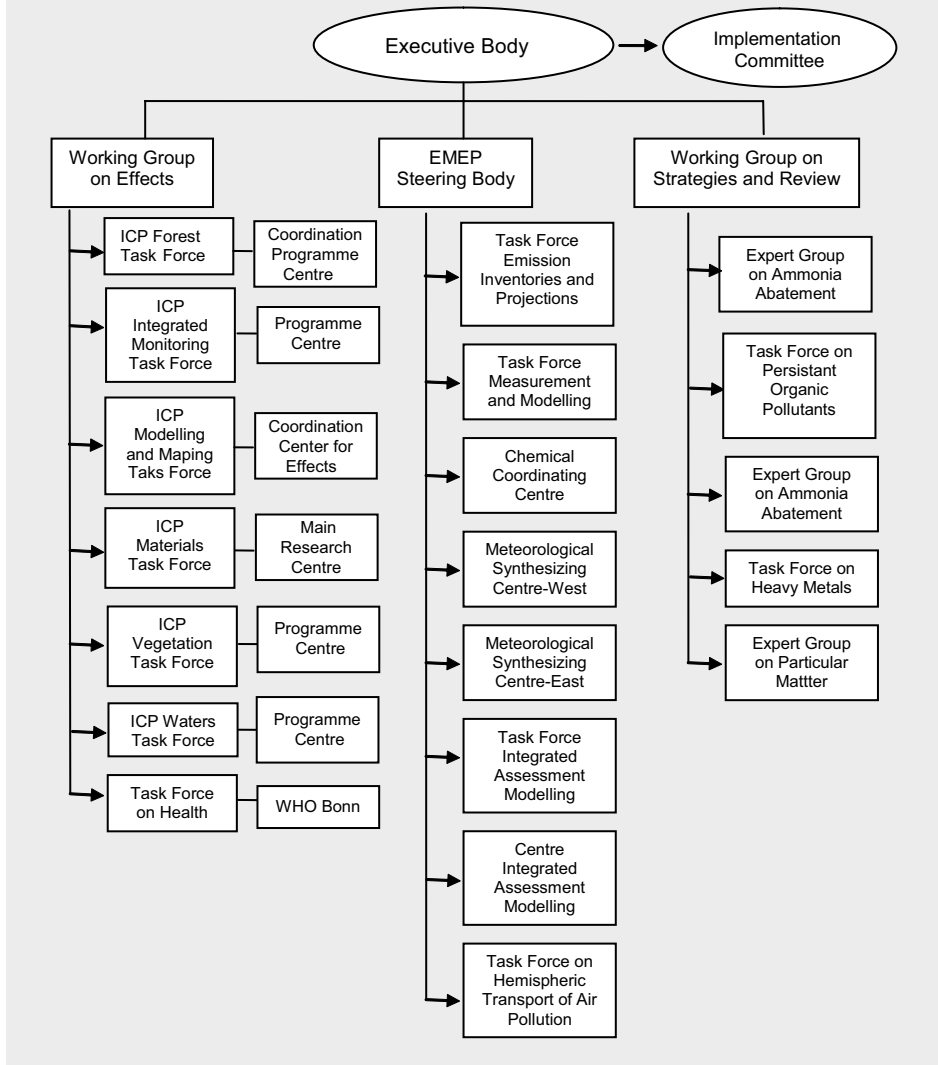 Executive Body
Implementation
Committee
Working Group
on Effects
EMEP
Steering Body
Working Group on
Strategies and Review
ICP Forest
Task Force
Coordination
Programme
Centre
ICP
Integrated
Monitoring
Task Force
Programme
Centre
ICP
Modelling
and Maping
Taks Force
Coordination
Center for
Effects
ICP
Materials
Task Force
Main
Research
Centre
ICP
Vegetation
Task Force
Programme
Centre
ICP Waters
Task Force
Programme
Centre
Task Force
on Health
WHO Bonn
Task Force
Emission
Inventories and
Projections
Task Force
Measurement
and Modelling
Chemical
Coordinating
Centre
Meteorological
Synthesizing
Centre-West
Meteorological
Synthesizing
Centre-East
Task Force
Integrated
Assessment
Modelling
Centre
Integrated
Assessment
Modelling
Task Force on
Hemispheric
Transport of Air
Pollution
Expert Group
on Ammonia
Abatement
Task Force on
Persistant
Organic
Pollutants
Expert Group
on Ammonia
Abatement
Task Force on
Heavy Metals
Expert Group
on Particular
Mattter